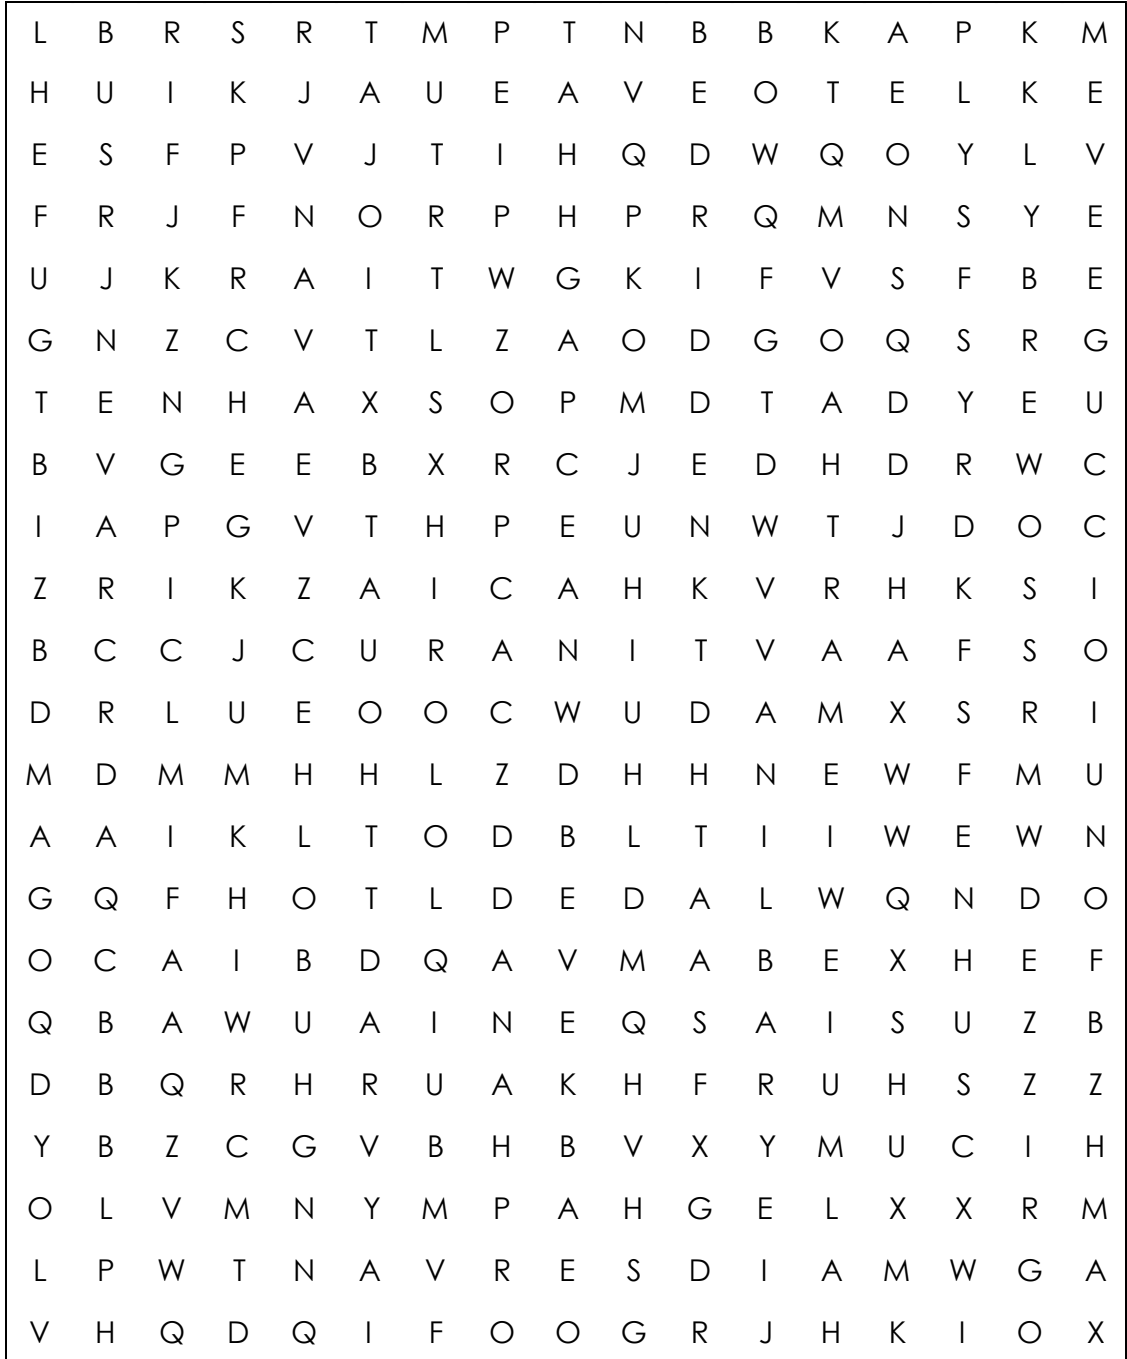 L B R S R T M P T N B B K A P K M
H U I K J A U E A V E O T E L K E
E S F P V J T I H Q D W Q O Y L V
F R J F N O R P H P R Q M N S Y E
U J K R A I T W G K I F V S F B E
G N Z C V T L Z A O D G O Q S R G
T E N H A X S O P M D T A D Y E U
B V G E E B X R C J E D H D R W C
I A P G V T H P E U N W T J D O C
Z R I K Z A I C A H K V R H K S I
B C C J C U R A N I T V A A F S O
D R L U E O O C W U D A M X S R I
M D M M H H L Z D H H N E W F M U
A A I K L T O D B L T I I W E W N
G Q F H O T L D E D A L W Q N D O
O C A I B D Q A V M A B E X H E F
Q B A W U A I N E Q S A I S U Z B
D B Q R H R U A K H F R U H S Z Z
Y B Z C G V B H B V X Y M U C I H
O L V M N Y M P A H G E L X X R M
L P W T N A V R E S D I A M W G A
V H Q D Q I F O O G R J H K I O X